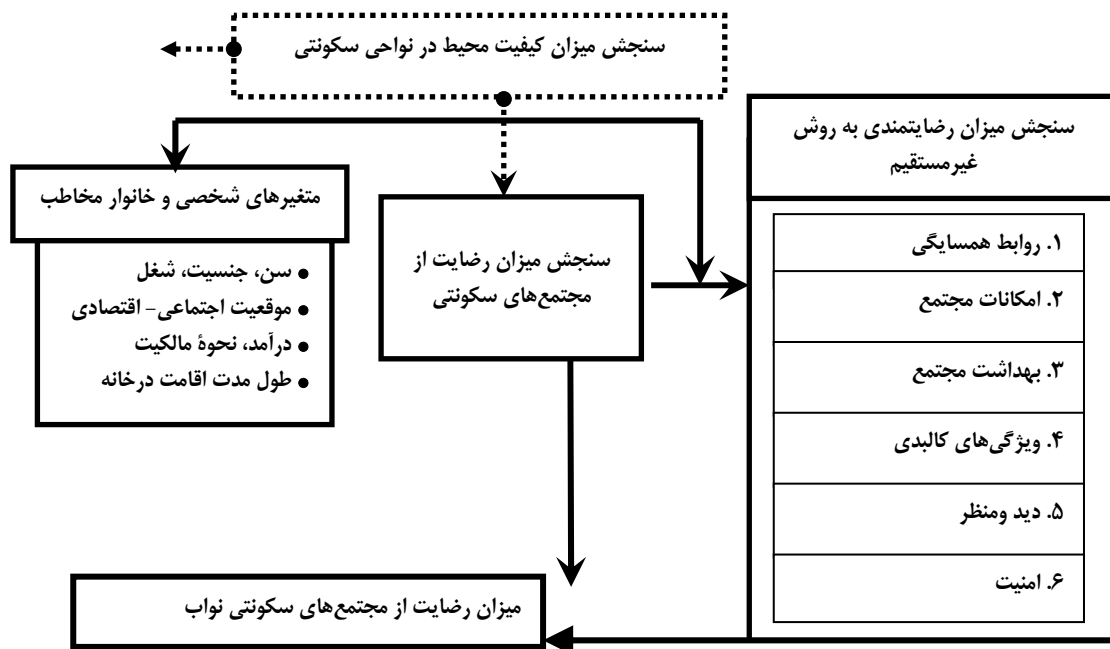 سنجش میزان کیفیت محیط در نواحی سکونتی
سنجش میزان رضایتمندی به روش
غیرمستقیم
۱. روابط همسایگی
۲. امکانات مجتمع
۳. بهداشت مجتمع
۴. ویژگی‌های کالبدی
۵. دید ومنظر
۶. امنیت
سنجش میزان رضایت از
مجتمع‌های سکونتی
متغیرهای شخصی و خانوار مخاطب
● سن، جنسیت، شغل
● موقعیت اجتماعی- اقتصادی
● درآمد، نحوهٔ مالکیت
● طول مدت اقامت درخانه
میزان رضایت از مجتمع‌های سکونتی نواب